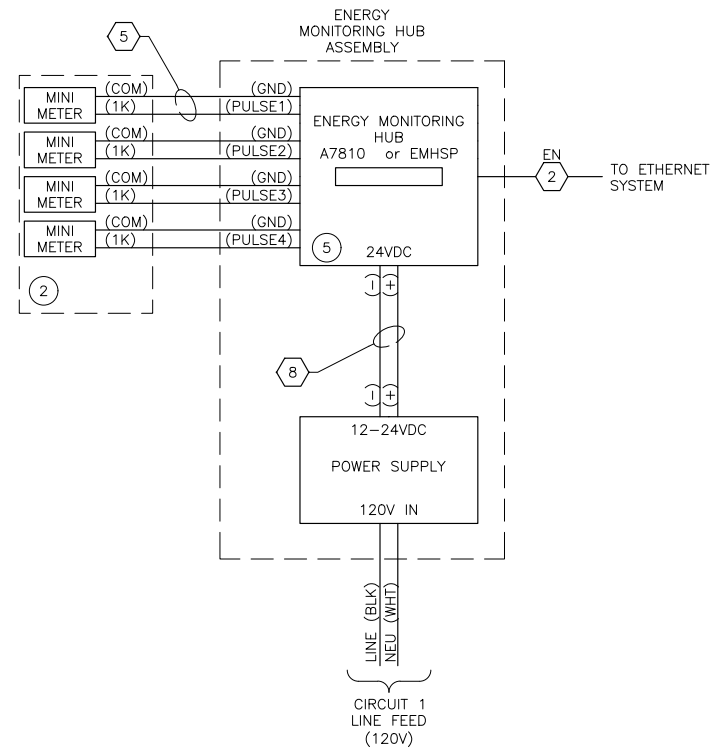 ENERGY
MONITORING HUB
ASSEMBLY
5
MINI
METER
(COM)
(1K)
(GND)
(PULSE1)
MINI
METER
(COM)
(1K)
(GND)
(PULSE2)
MINI
METER
(COM)
(1K)
(GND)
(PULSE3)
MINI
METER
(COM)
(1K)
(GND)
(PULSE4)
2
ENERGY MONITORING
HUB
A7810 or EMHSP
5
24VDC
EN
2
TO ETHERNET
SYSTEM
(-)
(+)
8
(-)
(+)
12-24VDC
POWER SUPPLY
120V IN
LINE (BLK)
NEU (WHT)
CIRCUIT 1
LINE FEED
(120V)